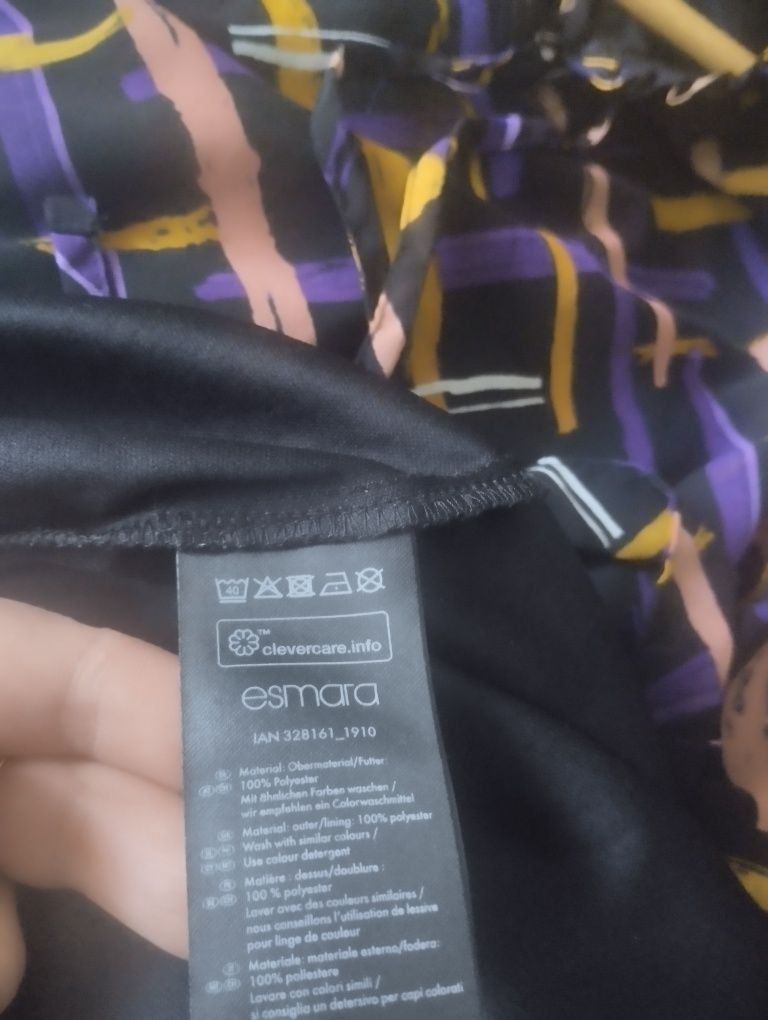 40
™
clevercare.info
esmara
IAN 328161_1910
Material: Obermaterial/Futter:
100% Polyester
Mit ähnlichen Farben waschen /
wir empfehlen ein Colorwaschmittel
Material: outer/lining: 100% polyester
Wash with similar colours /
Use colour detergent
Matière : dessus/doublure :
100 % polyester
Laver avec des couleurs similaires /
nous conseillons l'utilisation de lessive
pour linge de couleur
Materiale: materiale esterno/fodera:
100% poliestere
Lavare con colori simili /
si consiglia un detersivo per capi colorati